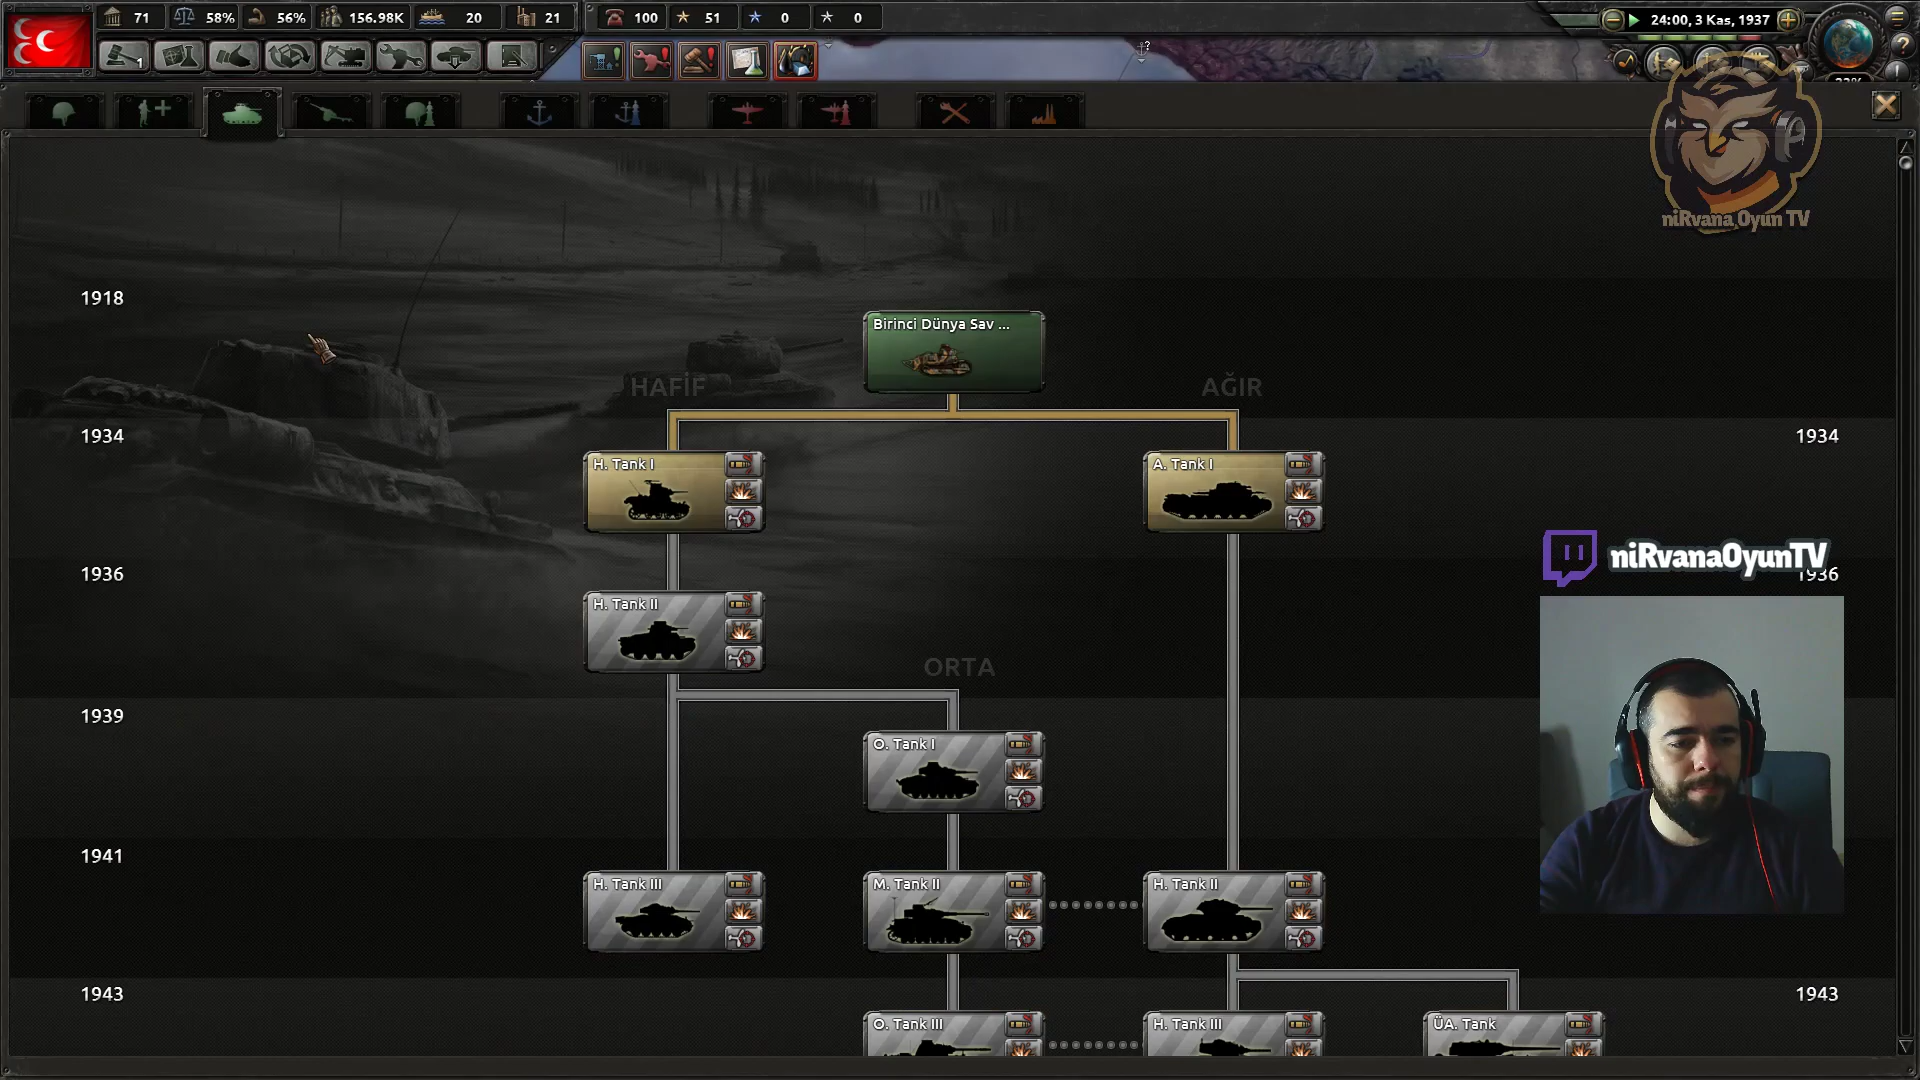 71
58%
56%
156.98K
20
21
100
51
0
0
24:00, 3 Kas, 1937
1
?
niRvana Oyun TV
1918
Birinci Dünya Sav ...
HAFİF
AĞIR
1934
1934
H. Tank I
A. Tank I
niRvanaOyunTV
1936
1936
H. Tank II
ORTA
1939
O. Tank I
1941
H. Tank III
M. Tank II
H. Tank II
1943
1943
O. Tank III
H. Tank III
ÜA. Tank